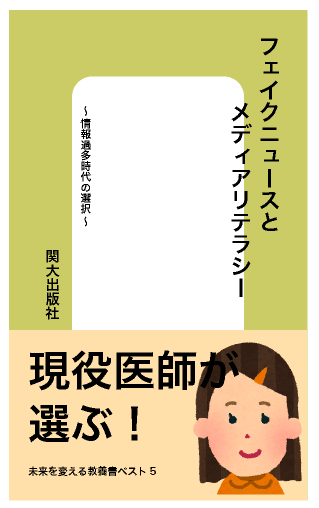 フェイクニュースと
メディアリテラシー
～情報過多時代の選択～
関大出版社
現役医師が
選ぶ！
未来を変える教養書ベスト5